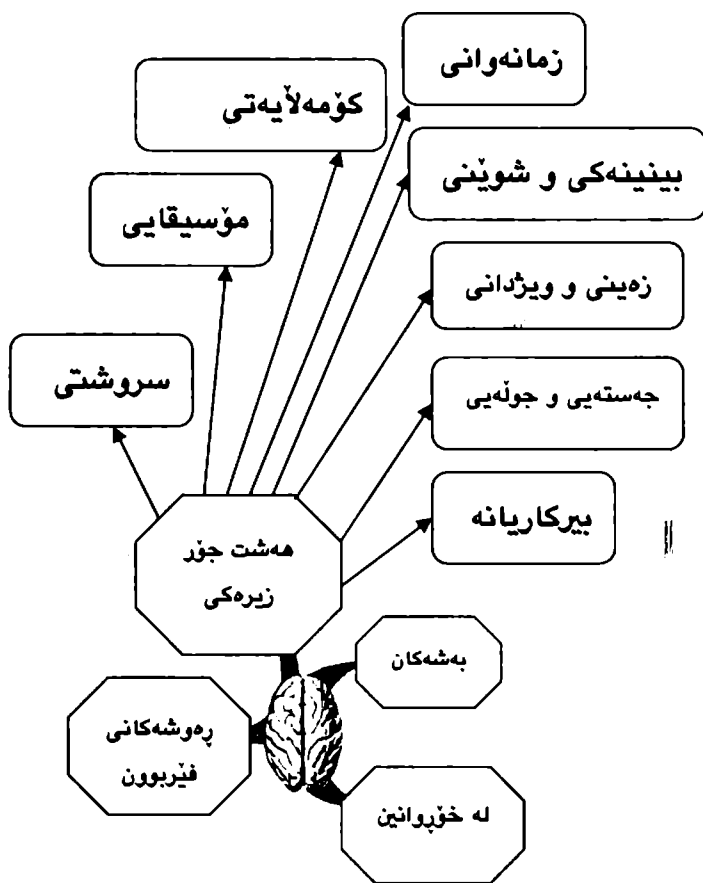 زمانەوانی
کۆمەڵایەتی
بینینەکی و شوێنی
مۆسیقایی
زەینی و ویژدانی
سروشتی
جەستەیی و جوڵەیی
بیرکاریانە
هەشت جۆر
زیرەکی
بەشەکان
ڕەوشەکانی
فێربوون
لە خۆڕوانین